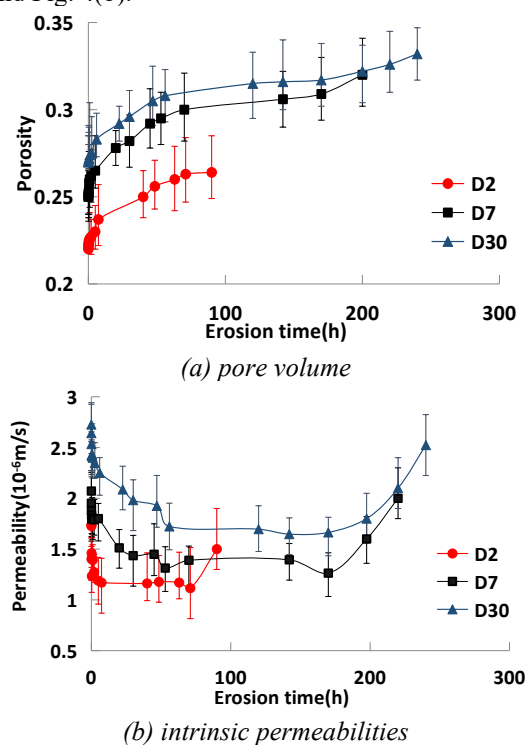 0.35
0.3
0.25
0.2
Porosity
D2
D7
D30
0
100
200
300
Erosion time(h)
(a) pore volume
3
2.5
2
1.5
1
0.5
Permeability(10⁻⁶m/s)
D2
D7
D30
0
100
200
300
Erosion time(h)
(b) intrinsic permeabilities